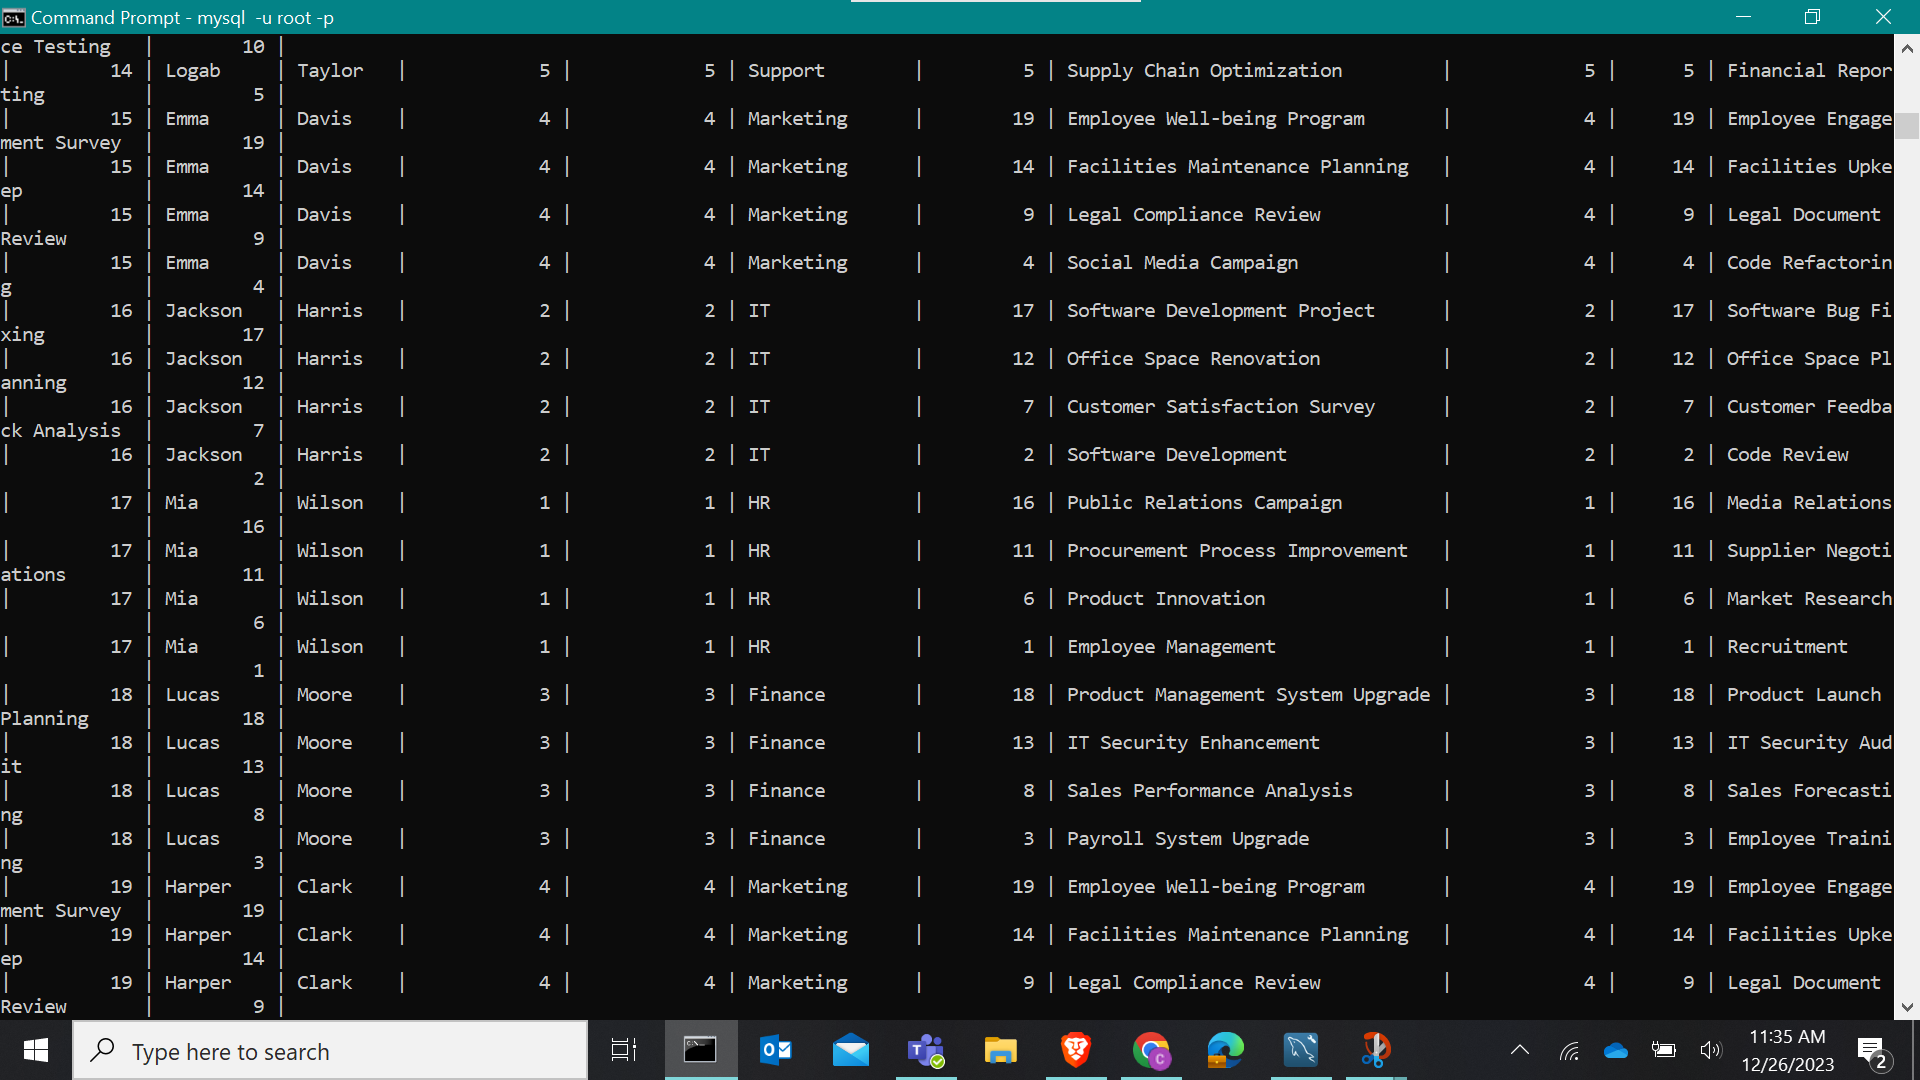 Command Prompt - mysql  -u root -p
ce Testing | 10 |
| 14 | Logab | Taylor | 5 | 5 | Support | 5 | Supply Chain Optimization | 5 | 5 | Financial Repor
ting | 5 |
| 15 | Emma | Davis | 4 | 4 | Marketing | 19 | Employee Well-being Program | 4 | 19 | Employee Engage
ment Survey | 19 |
| 15 | Emma | Davis | 4 | 4 | Marketing | 14 | Facilities Maintenance Planning | 4 | 14 | Facilities Upke
ep | 14 |
| 15 | Emma | Davis | 4 | 4 | Marketing | 9 | Legal Compliance Review | 4 | 9 | Legal Document
Review | 9 |
| 15 | Emma | Davis | 4 | 4 | Marketing | 4 | Social Media Campaign | 4 | 4 | Code Refactorin
g | 4 |
| 16 | Jackson | Harris | 2 | 2 | IT | 17 | Software Development Project | 2 | 17 | Software Bug Fi
xing | 17 |
| 16 | Jackson | Harris | 2 | 2 | IT | 12 | Office Space Renovation | 2 | 12 | Office Space Pl
anning | 12 |
| 16 | Jackson | Harris | 2 | 2 | IT | 7 | Customer Satisfaction Survey | 2 | 7 | Customer Feedba
ck Analysis | 7 |
| 16 | Jackson | Harris | 2 | 2 | IT | 2 | Software Development | 2 | 2 | Code Review
| 2 |
| 17 | Mia | Wilson | 1 | 1 | HR | 16 | Public Relations Campaign | 1 | 16 | Media Relations
| 16 |
| 17 | Mia | Wilson | 1 | 1 | HR | 11 | Procurement Process Improvement | 1 | 11 | Supplier Negoti
ations | 11 |
| 17 | Mia | Wilson | 1 | 1 | HR | 6 | Product Innovation | 1 | 6 | Market Research
| 6 |
| 17 | Mia | Wilson | 1 | 1 | HR | 1 | Employee Management | 1 | 1 | Recruitment
| 1 |
| 18 | Lucas | Moore | 3 | 3 | Finance | 18 | Product Management System Upgrade | 3 | 18 | Product Launch
Planning | 18 |
| 18 | Lucas | Moore | 3 | 3 | Finance | 13 | IT Security Enhancement | 3 | 13 | IT Security Aud
it | 13 |
| 18 | Lucas | Moore | 3 | 3 | Finance | 8 | Sales Performance Analysis | 3 | 8 | Sales Forecasti
ng | 8 |
| 18 | Lucas | Moore | 3 | 3 | Finance | 3 | Payroll System Upgrade | 3 | 3 | Employee Traini
ng | 3 |
| 19 | Harper | Clark | 4 | 4 | Marketing | 19 | Employee Well-being Program | 4 | 19 | Employee Engage
ment Survey | 19 |
| 19 | Harper | Clark | 4 | 4 | Marketing | 14 | Facilities Maintenance Planning | 4 | 14 | Facilities Upke
ep | 14 |
| 19 | Harper | Clark | 4 | 4 | Marketing | 9 | Legal Compliance Review | 4 | 9 | Legal Document
Review | 9 |
Type here to search
11:35 AM
12/26/2023
2